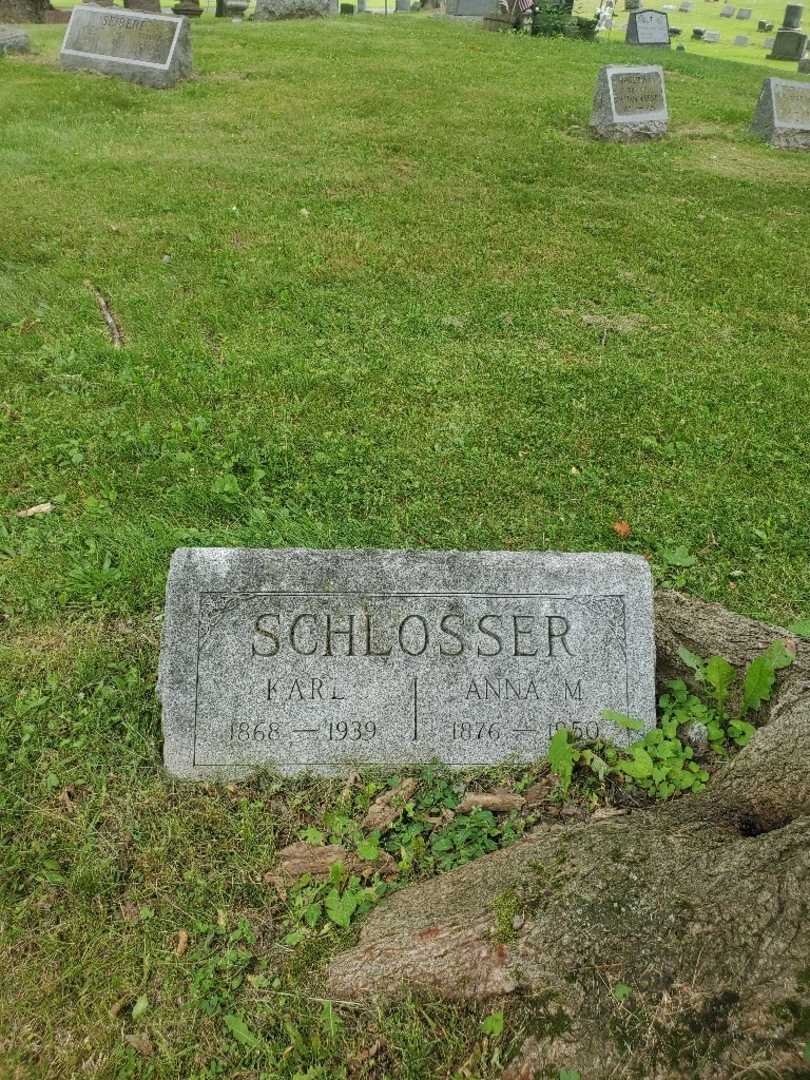 SCHLOSSER
KARL ANNA M
1868 — 1939 1876 — 1950